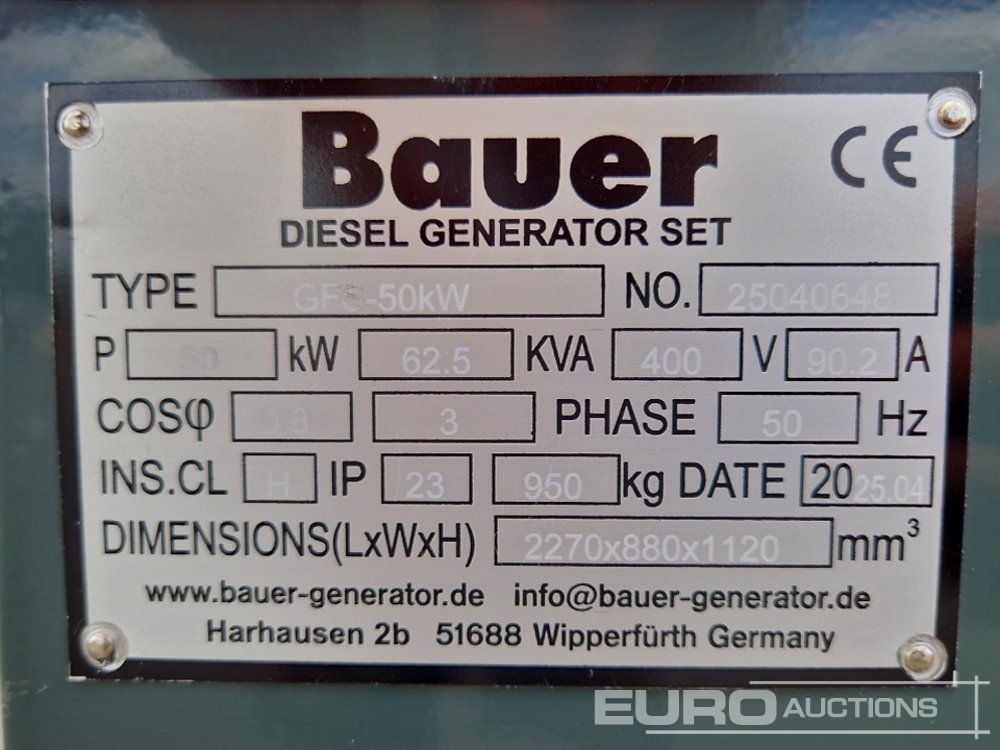 Bauer CE
DIESEL GENERATOR SET
TYPE GFS-50kW NO. 25040648
P 50 kW 62.5 KVA 400 V 90.2 A
COSφ 0.8 3 PHASE 50 Hz
INS.CL H IP 23 950 kg DATE 2025.04
DIMENSIONS(LxWxH) 2270x880x1120 mm³
www.bauer-generator.de info@bauer-generator.de
Harhausen 2b 51688 Wipperfürth Germany
EURO AUCTIONS